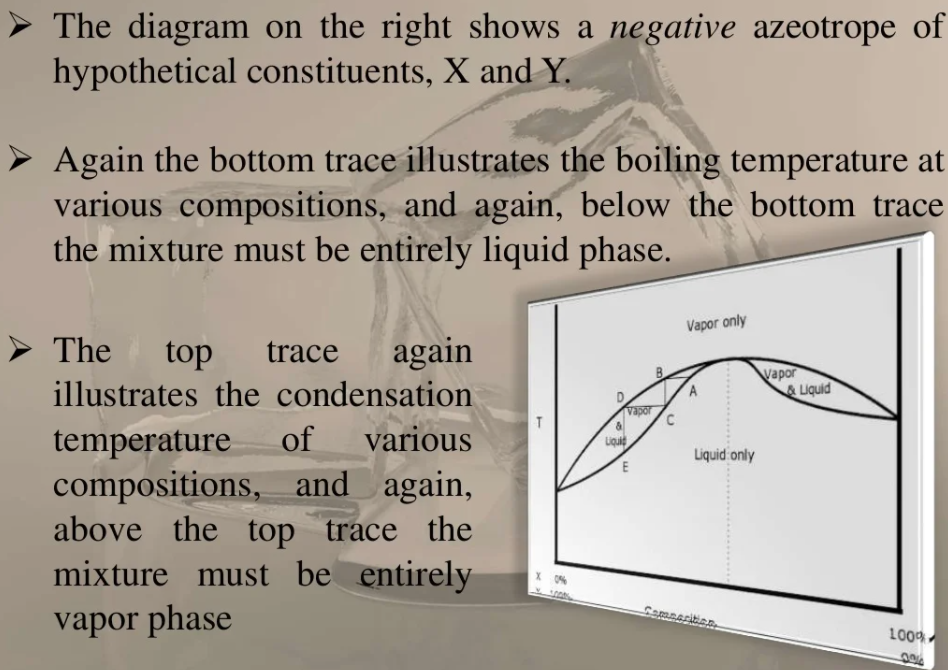 ➢ The diagram on the right shows a negative azeotrope of
hypothetical constituents, X and Y.
➢ Again the bottom trace illustrates the boiling temperature at
various compositions, and again, below the bottom trace
the mixture must be entirely liquid phase.
➢ The top trace again
illustrates the condensation
temperature of various
compositions, and again,
above the top trace the
mixture must be entirely
vapor phase
Vapor only
B
A
Vapor
& Liquid
D
Vapor
&
Liquid
C
T
E
Liquid only
X 0%
Y 100%
Composition
100%
0%